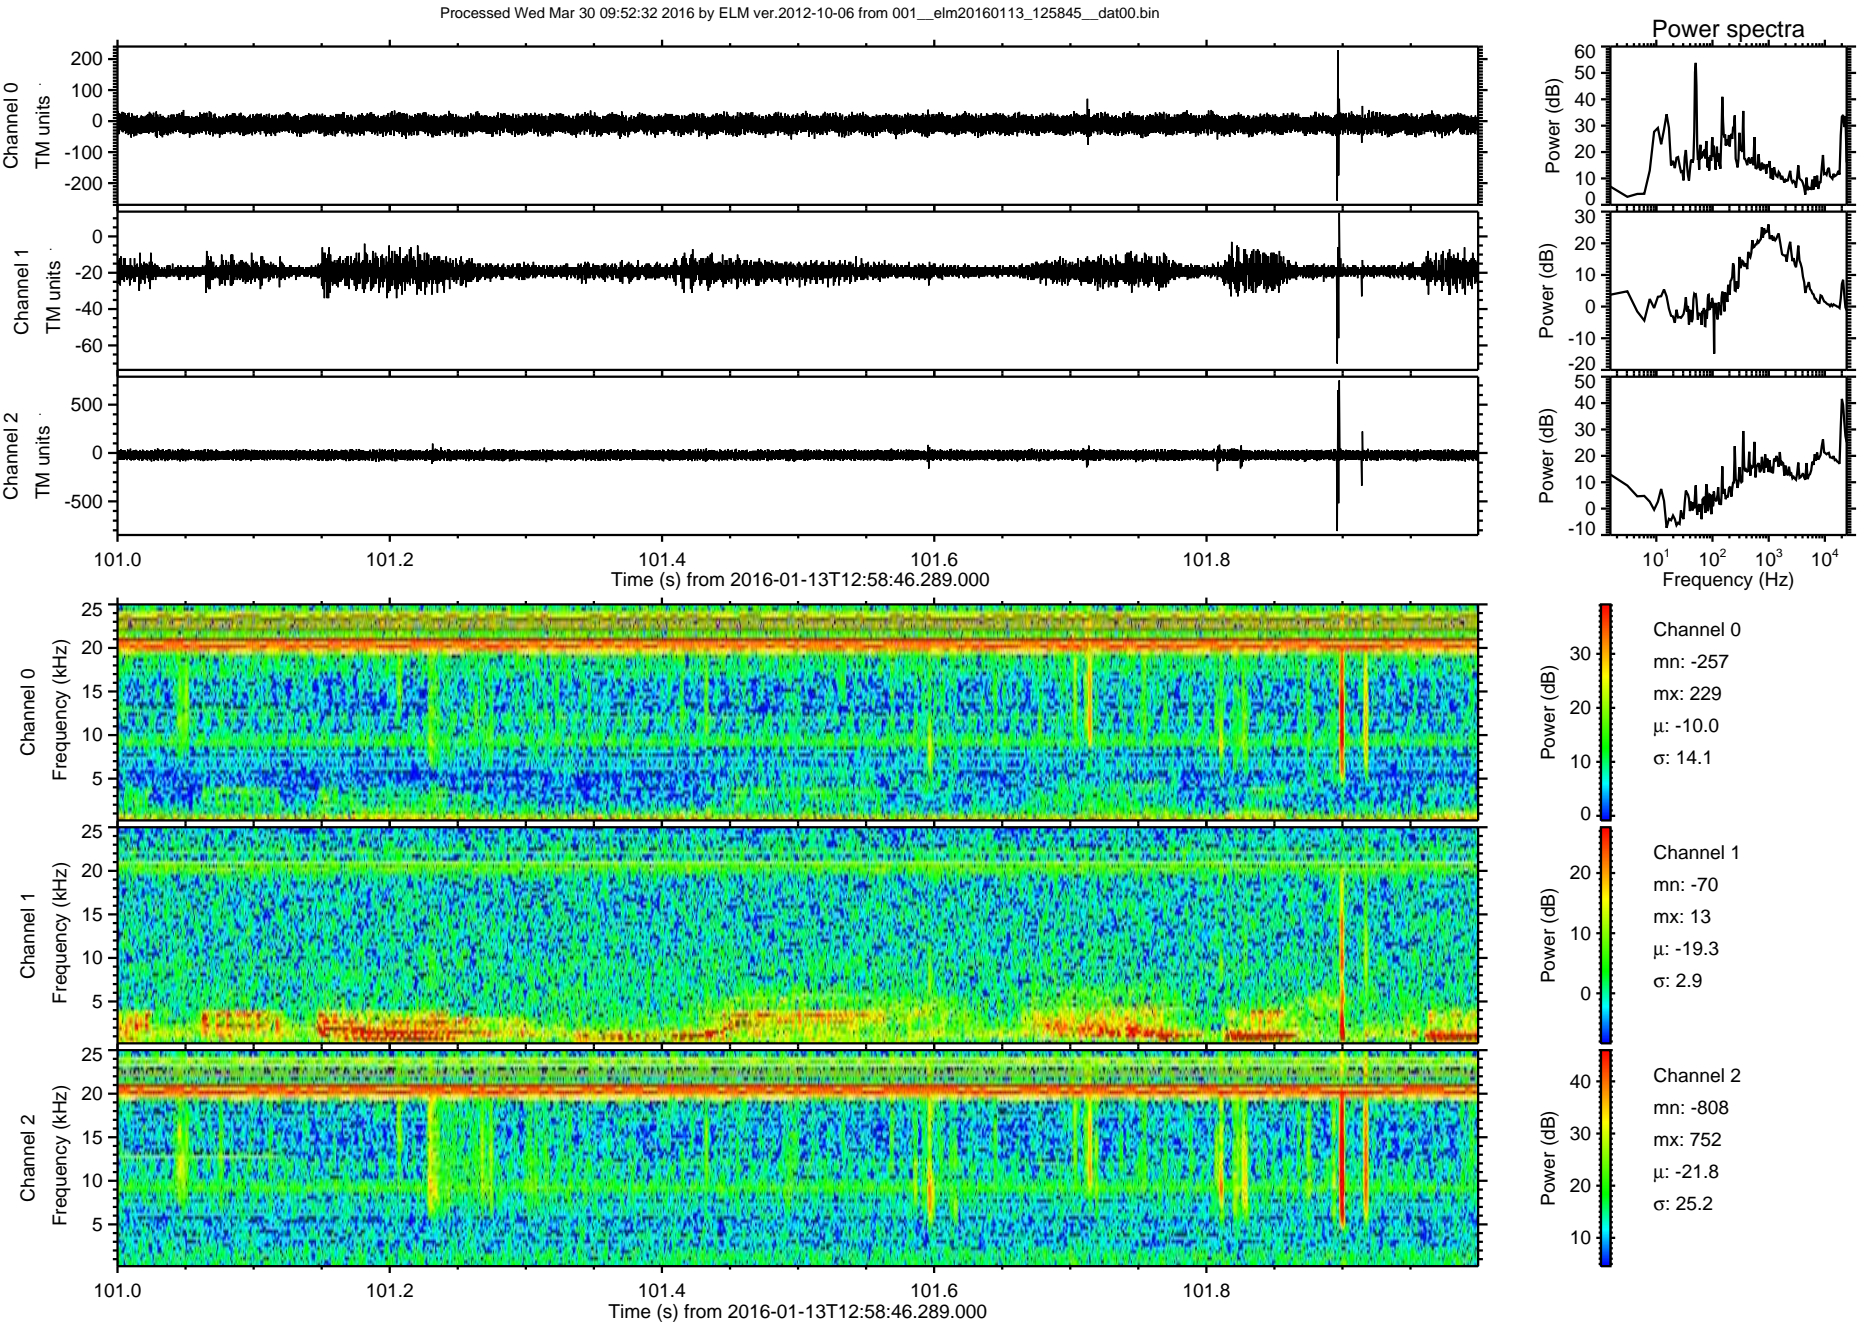 Processed Wed Mar 30 09:52:32 2016 by ELM ver.2012-10-06 from 001__elm20160113_125845__dat00.bin
Power spectra
Channel 0
TM units
200
100
0
-100
-200
Power (dB)
60
50
40
30
20
10
0
Channel 1
TM units
0
-20
-40
-60
Power (dB)
30
20
10
0
-10
-20
Channel 2
TM units
500
0
-500
Power (dB)
50
40
30
20
10
0
-10
101.0 101.2 101.4 101.6 101.8
Time (s) from 2016-01-13T12:58:46.289.000
10^1 10^2 10^3 10^4
Frequency (Hz)
Channel 0
Frequency (kHz)
25
20
15
10
5
Power (dB)
30
20
10
0
Channel 0
mn: -257
mx: 229
μ: -10.0
σ: 14.1
Channel 1
Frequency (kHz)
25
20
15
10
5
Power (dB)
20
10
0
Channel 1
mn: -70
mx: 13
μ: -19.3
σ: 2.9
Channel 2
Frequency (kHz)
25
20
15
10
5
Power (dB)
40
30
20
10
Channel 2
mn: -808
mx: 752
μ: -21.8
σ: 25.2
101.0 101.2 101.4 101.6 101.8
Time (s) from 2016-01-13T12:58:46.289.000